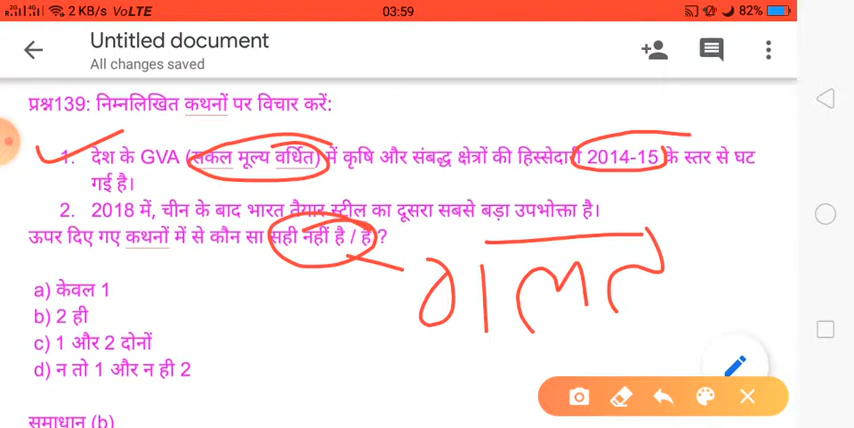 2G 4G 2 KB/s VoLTE 03:59 82%
Untitled document
All changes saved
प्रश्न139: निम्नलिखित कथनों पर विचार करें:
1. देश के GVA (सकल मूल्य वर्धित) में कृषि और संबद्ध क्षेत्रों की हिस्सेदारी 2014-15 के स्तर से घट
गई है।
2. 2018 में, चीन के बाद भारत तैयार स्टील का दूसरा सबसे बड़ा उपभोक्ता है।
ऊपर दिए गए कथनों में से कौन सा सही नहीं है / हैं ?
गलत
a) केवल 1
b) 2 ही
c) 1 और 2 दोनों
d) न तो 1 और न ही 2
समाधान (b)